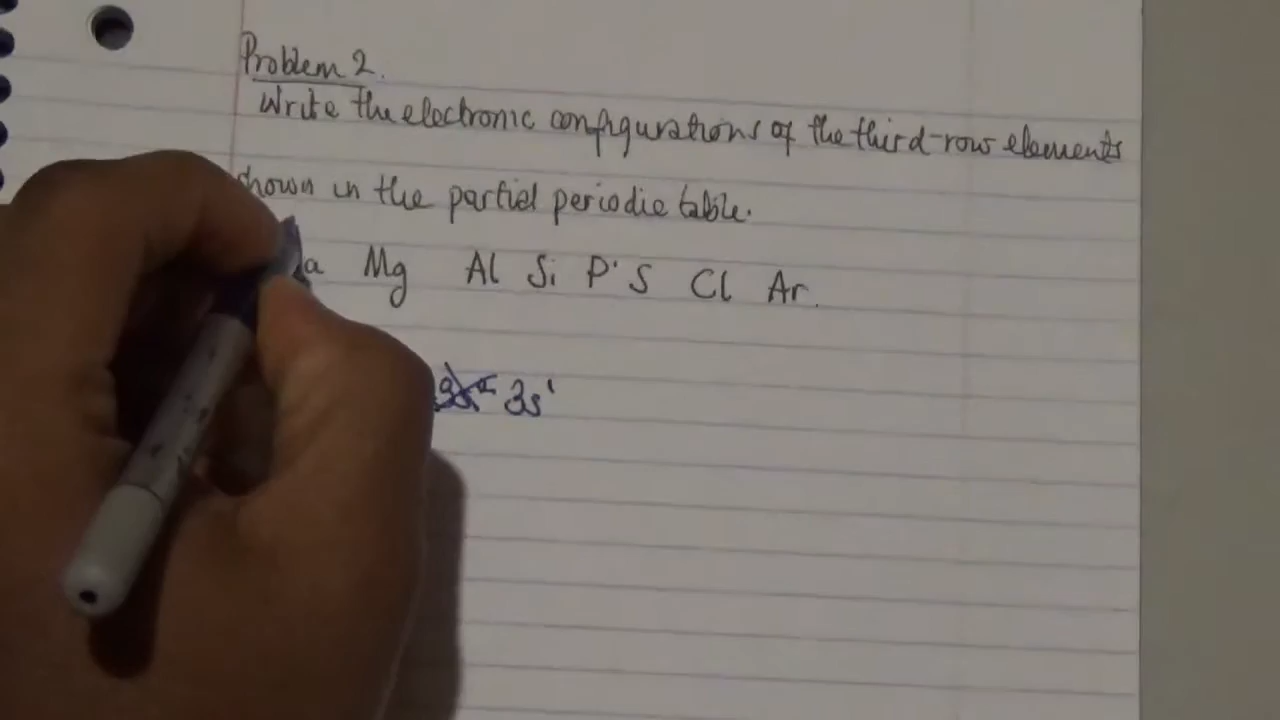 Problem 2.
Write the electronic configurations of the third-row elements
shown in the partial periodic table.
a Mg Al Si P S Cl Ar.
3s¹